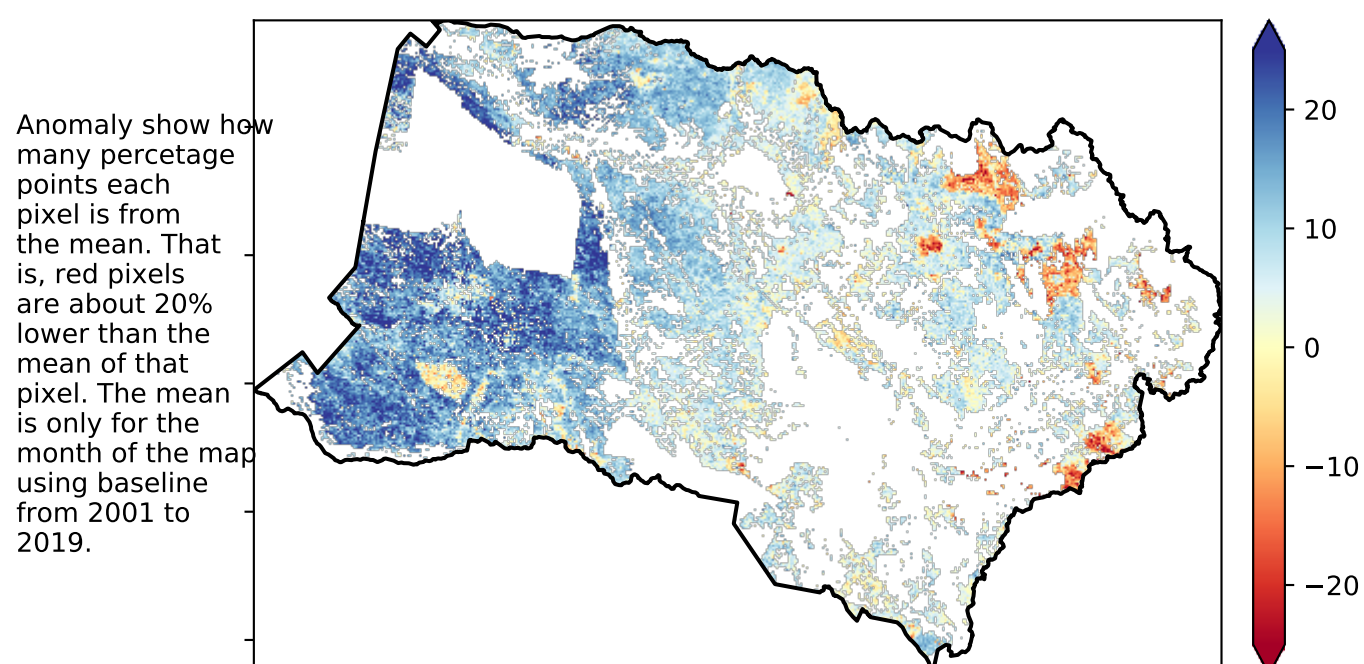 Anomaly show how
many percetage
points each
pixel is from
the mean. That
is, red pixels
are about 20%
lower than the
mean of that
pixel. The mean
is only for the
month of the map
using baseline
from 2001 to
2019.
20
10
0
−10
−20